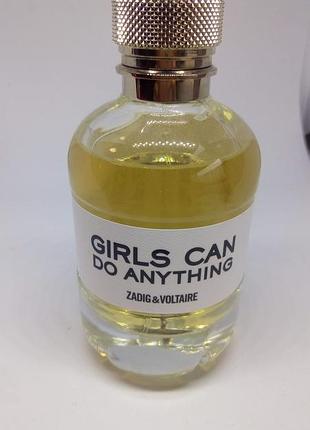 GIRLS CAN
DO ANYTHING
ZADIG&VOLTAIRE